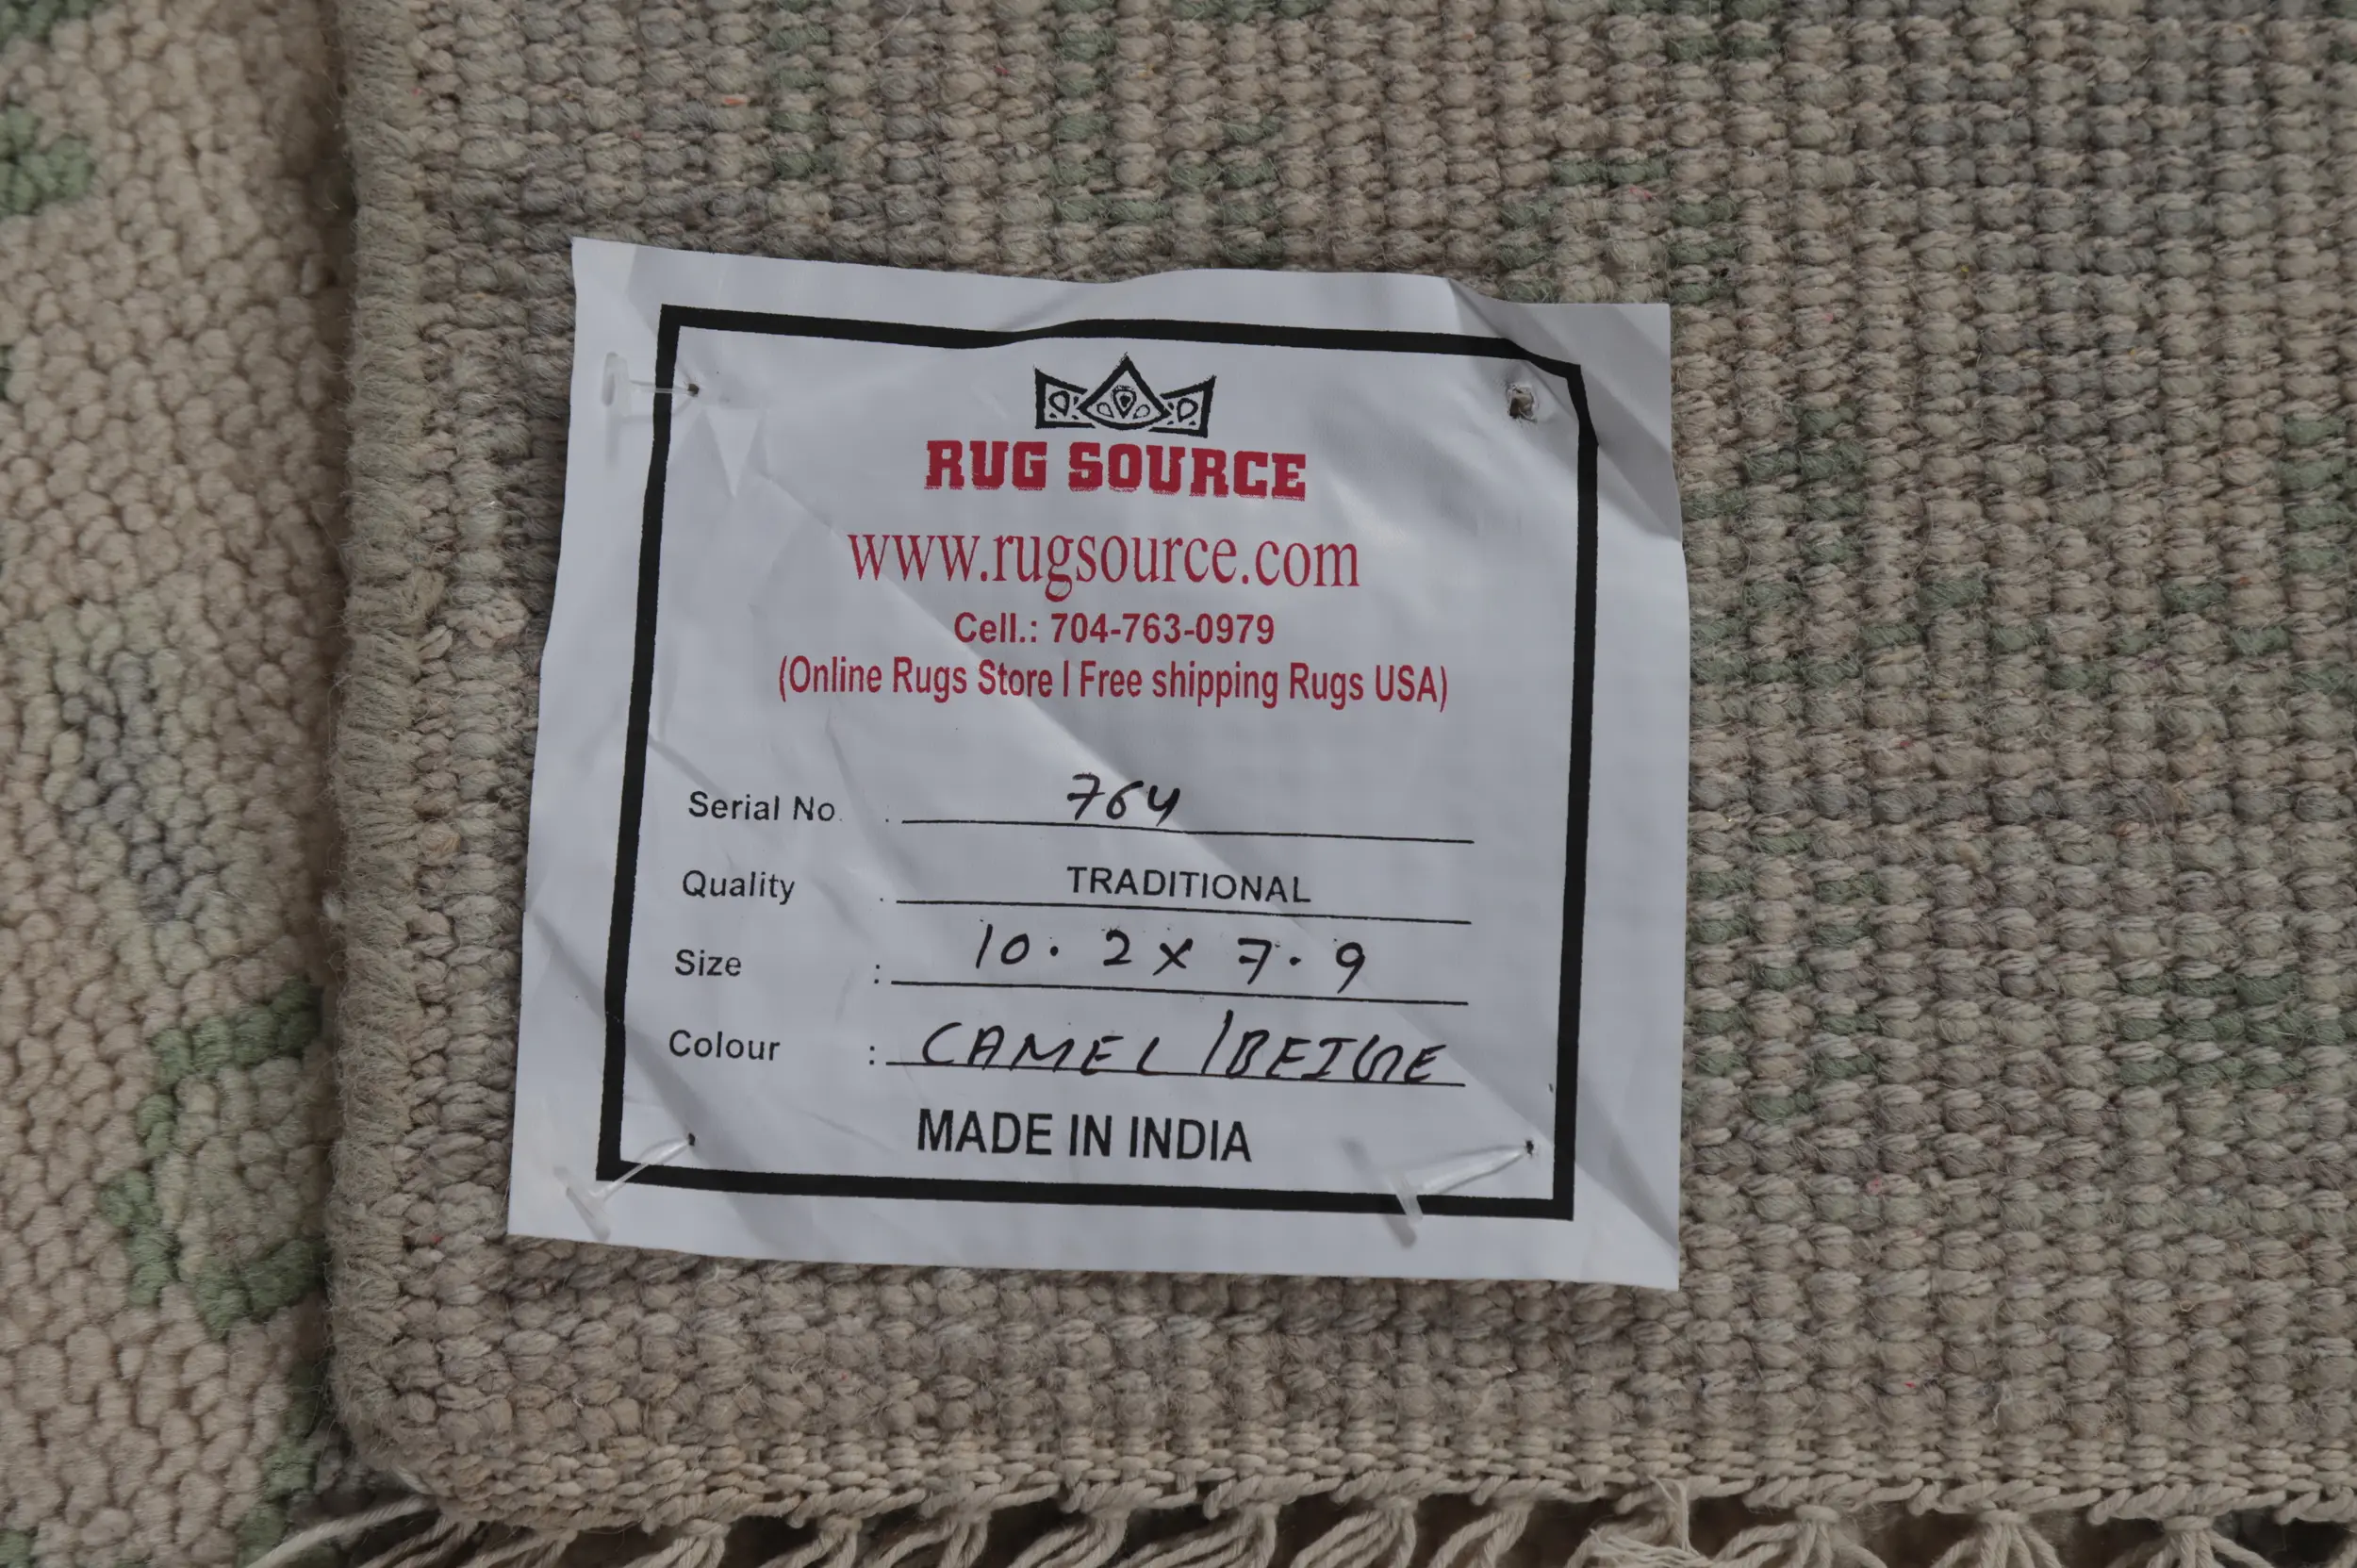 RUG SOURCE
www.rugsource.com
Cell.: 704-763-0979
(Online Rugs Store | Free shipping Rugs USA)
Serial No. : 764
Quality : TRADITIONAL
Size : 10.2 x 7.9
Colour : CAMEL / BEIGE
MADE IN INDIA